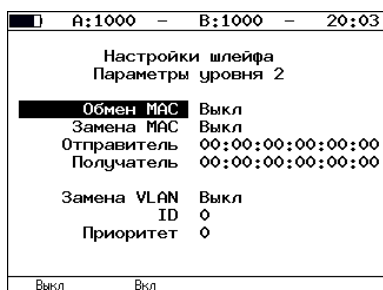 A:1000 – B:1000 – 20:03
Настройки шлейфа
Параметры уровня 2
Обмен MAC Выкл
Замена MAC Выкл
Отправитель 00:00:00:00:00:00
Получатель 00:00:00:00:00:00
Замена VLAN Выкл
ID 0
Приоритет 0
Выкл Вкл